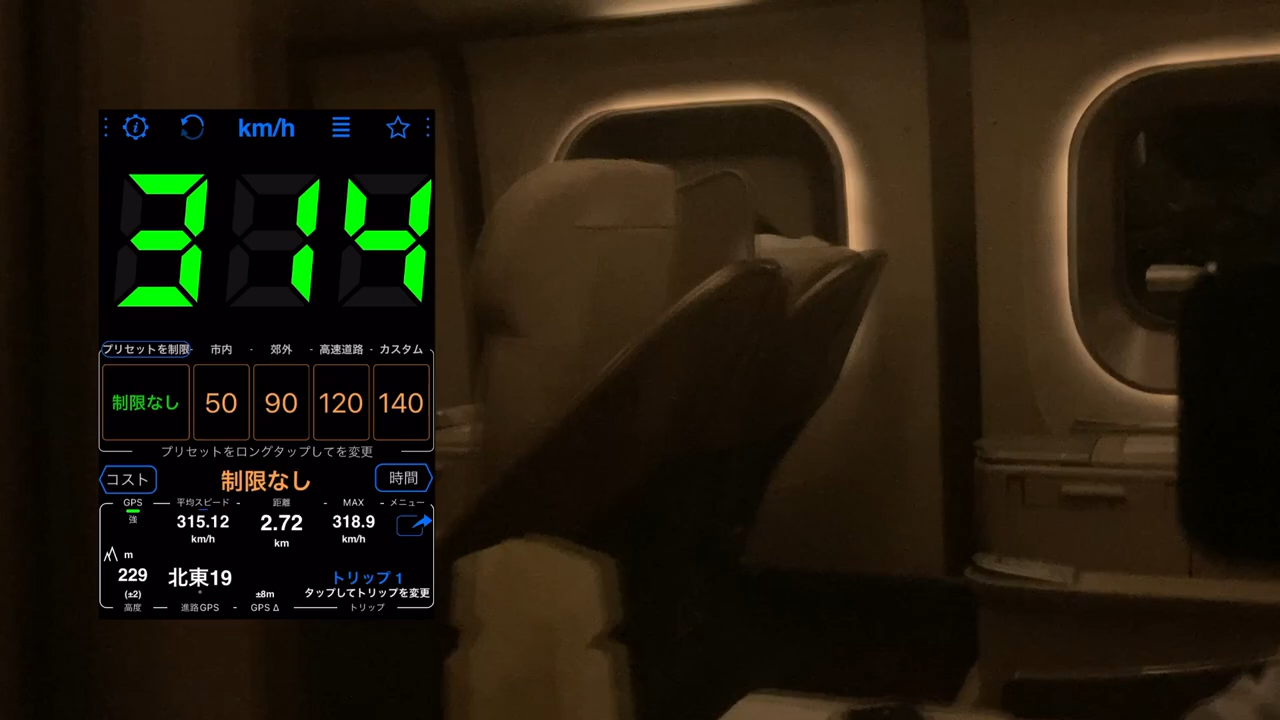 km/h
314
プリセットを制限 - 市内 - 郊外 - 高速道路 - カスタム
制限なし 50 90 120 140
プリセットをロングタップしてを変更
コスト 制限なし 時間
GPS 平均スピード - 距離 - MAX - メニュー
強 315.12 2.72 318.9
km/h km km/h
m
229 北東19° トリップ 1
(±2) ±8m タップしてトリップを変更
高度 進路GPS - GPS Δ トリップ